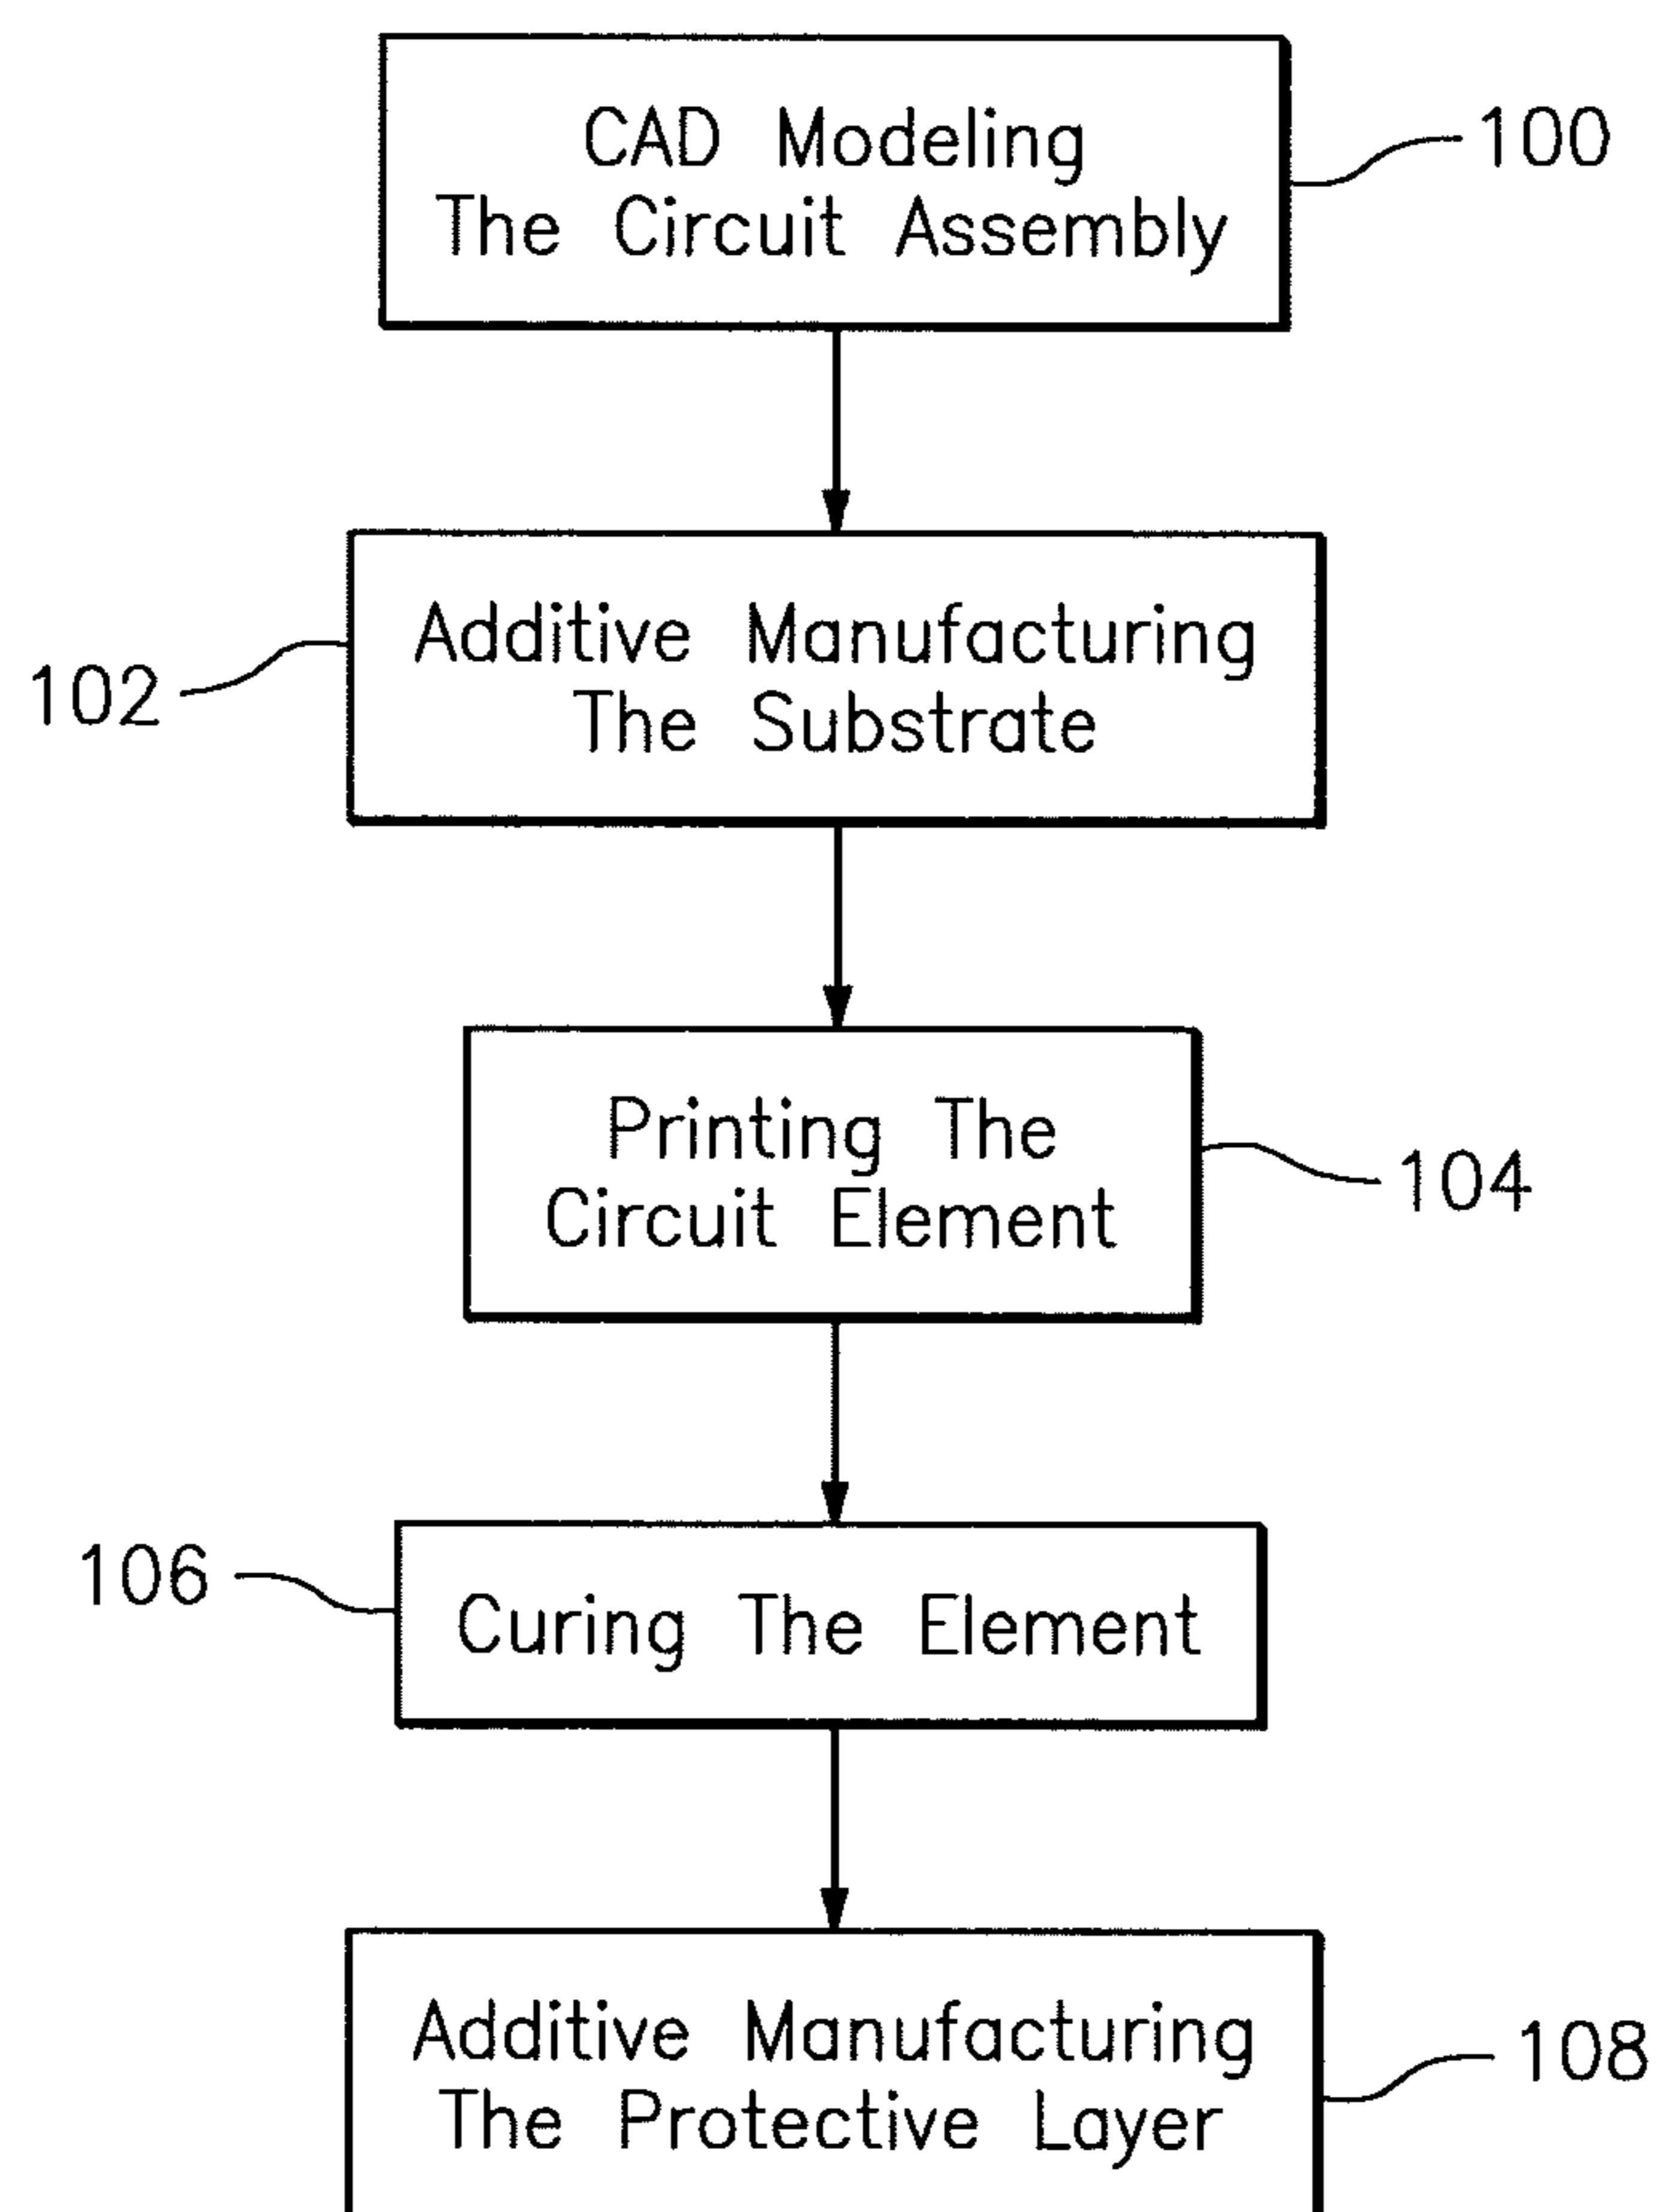 CAD Modeling
The Circuit Assembly
100
Additive Manufacturing
The Substrate
102
Printing The
Circuit Element
104
106
Curing The Element
Additive Manufacturing
The Protective Layer
108